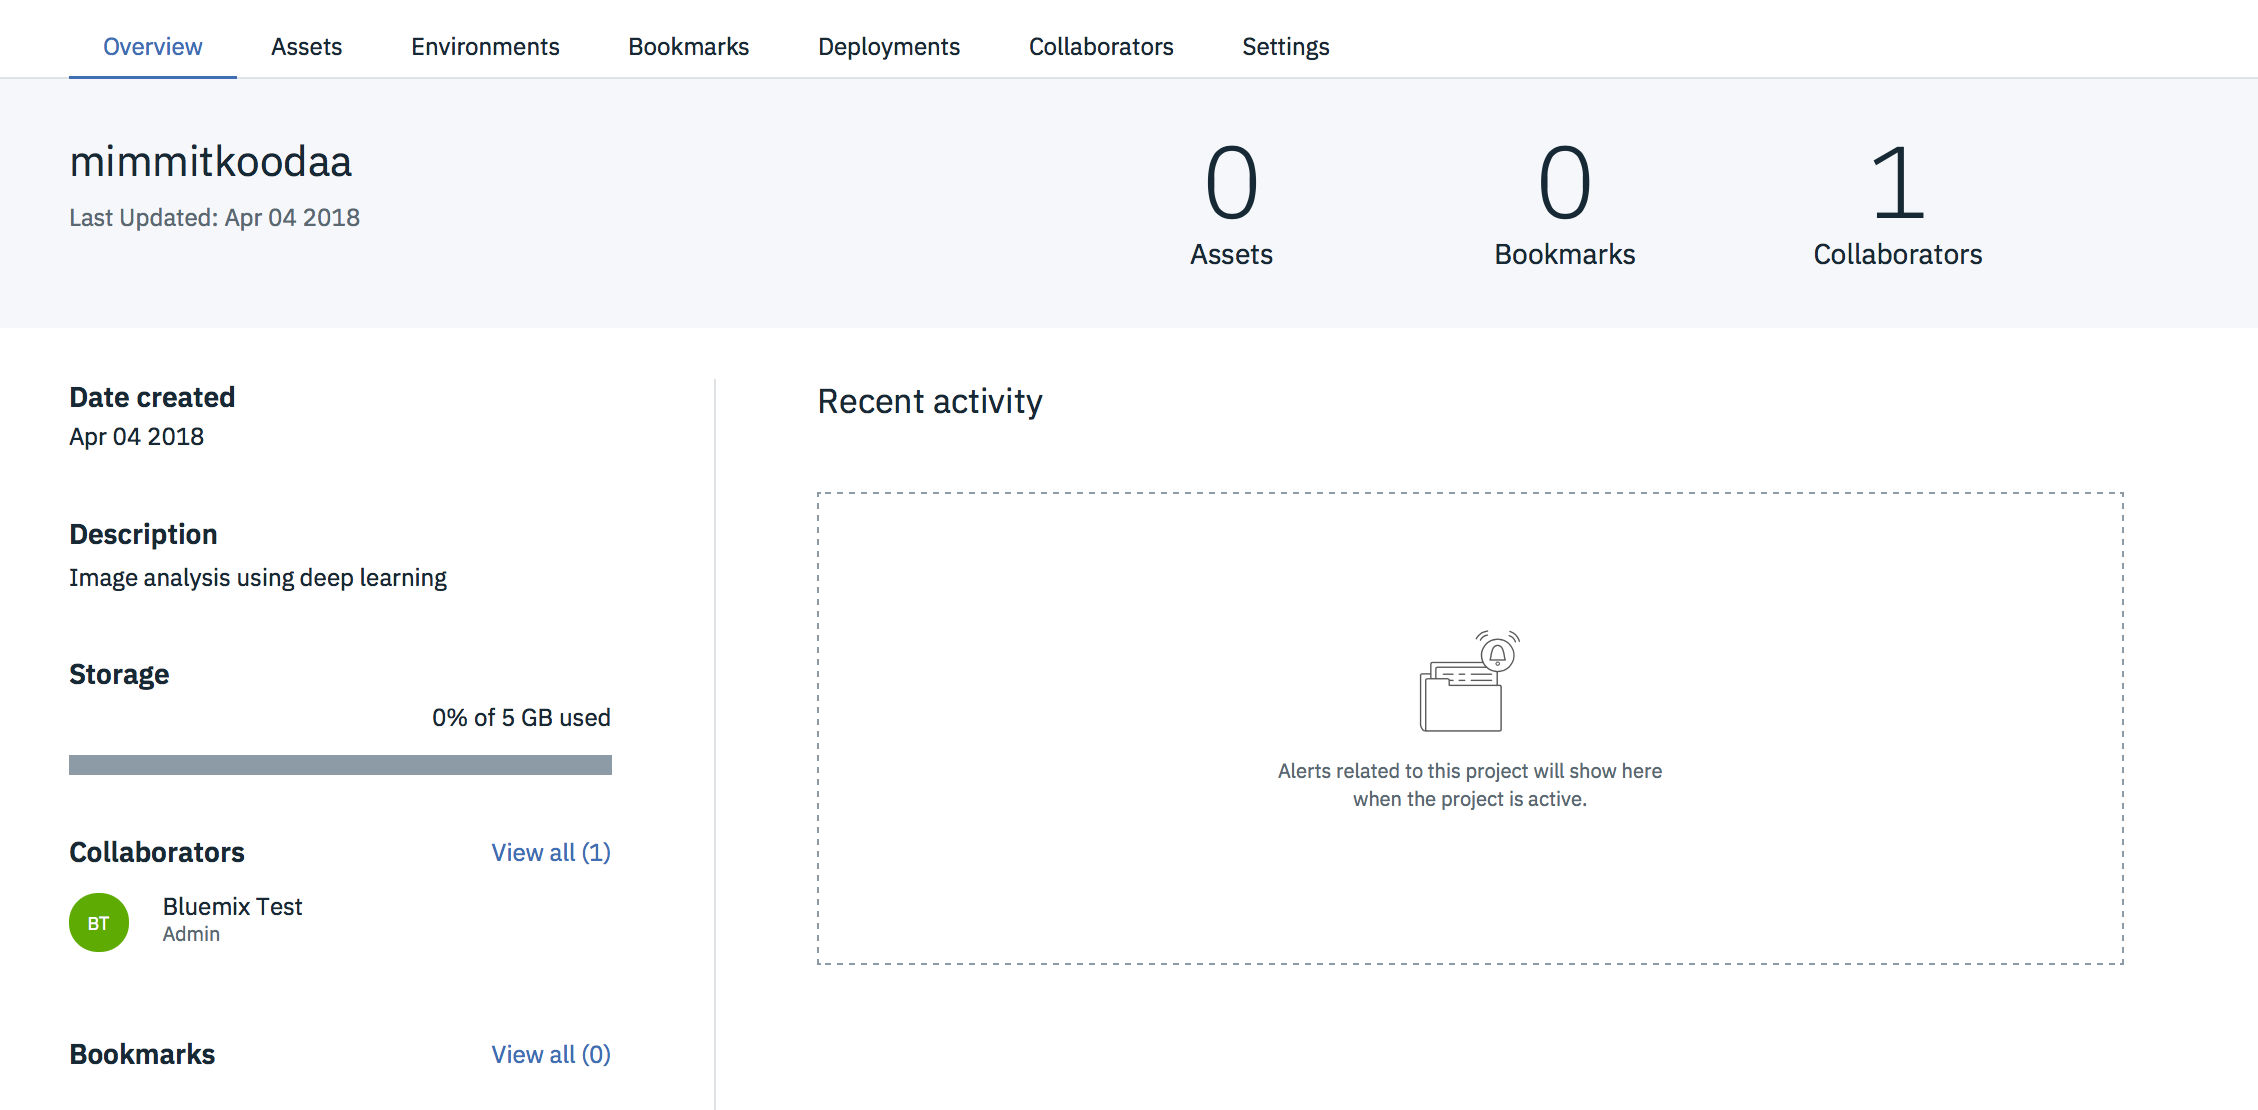 Overview Assets Environments Bookmarks Deployments Collaborators Settings
mimmitkoodaa
Last Updated: Apr 04 2018
0 0 1
Assets Bookmarks Collaborators
Date created
Apr 04 2018
Description
Image analysis using deep learning
Storage
0% of 5 GB used
Collaborators View all (1)
BT
Bluemix Test
Admin
Bookmarks View all (0)
Recent activity
Alerts related to this project will show here
when the project is active.